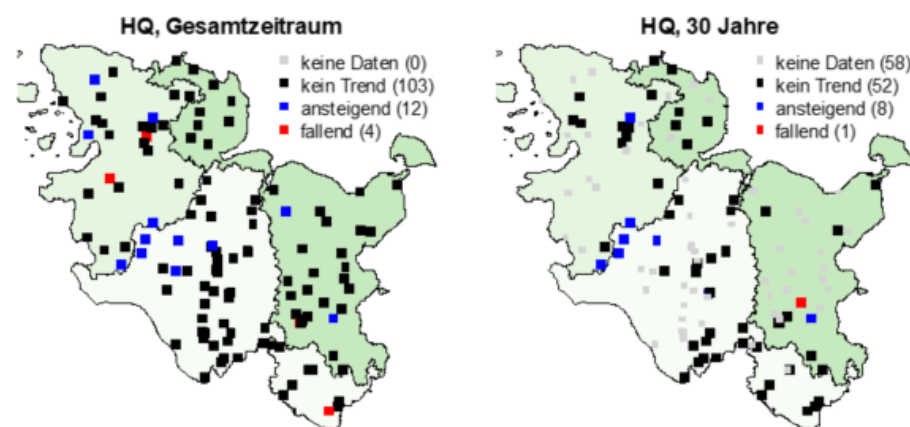 HQ, Gesamtzeitraum
keine Daten (0)
kein Trend (103)
ansteigend (12)
fallend (4)
HQ, 30 Jahre
keine Daten (58)
kein Trend (52)
ansteigend (8)
fallend (1)